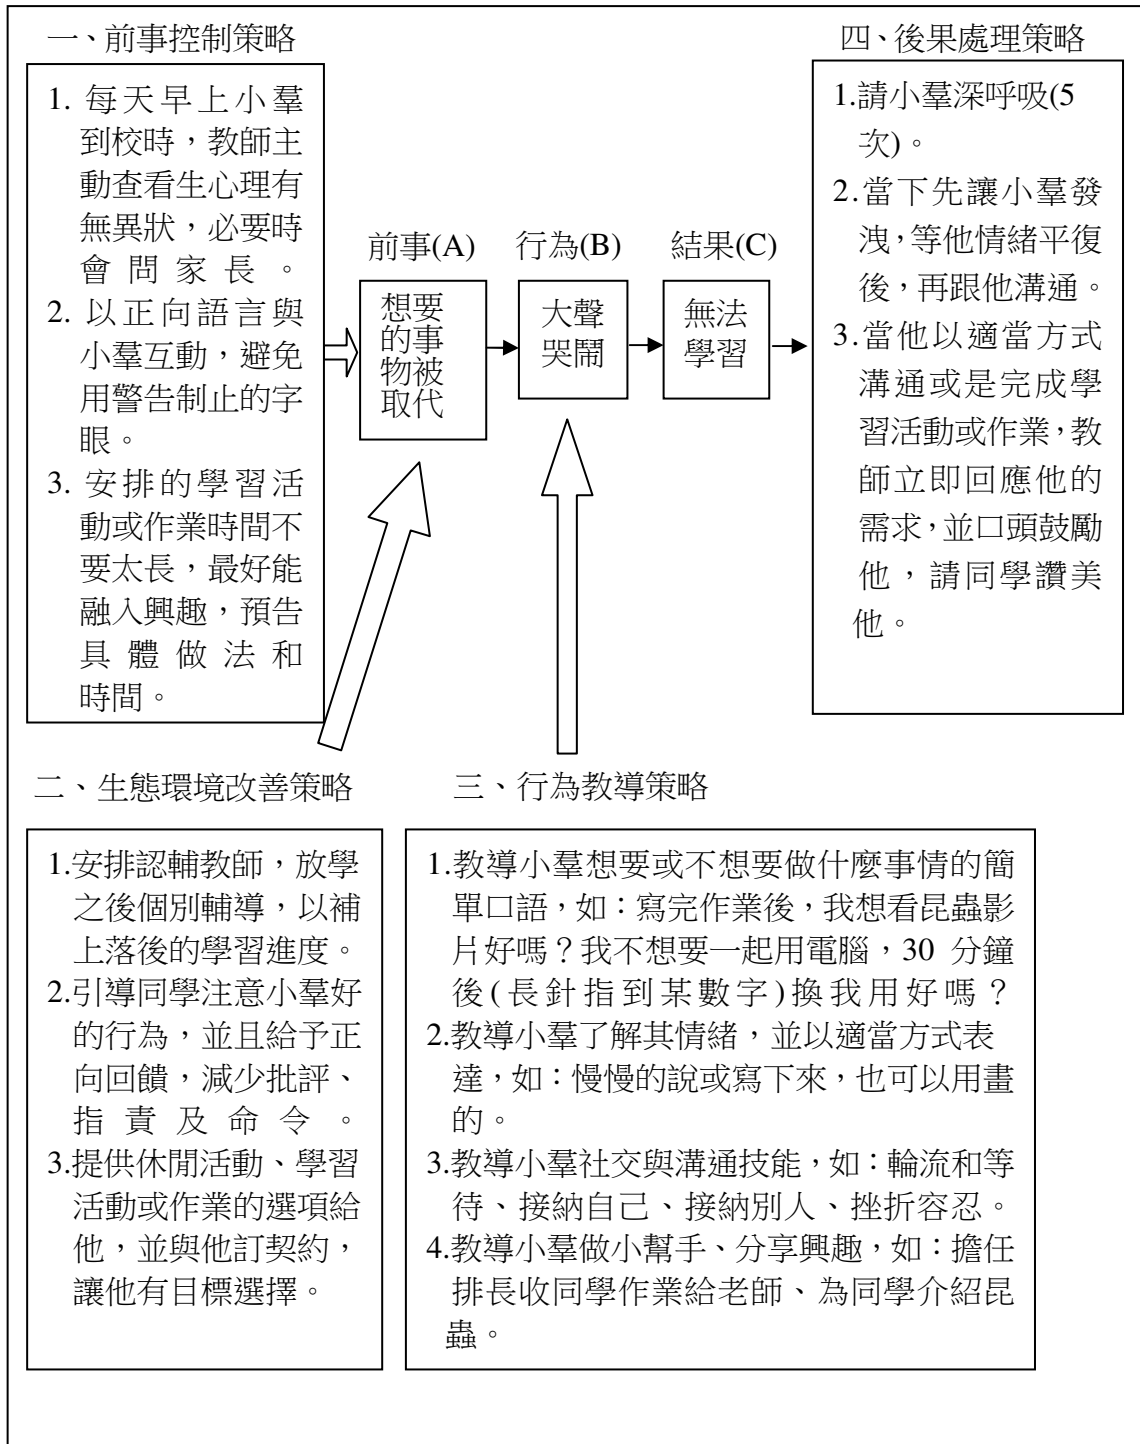 一、前事控制策略
1. 每天早上小羣
到校時，教師主
動查看生心理有
無異狀，必要時
會問家長。
2. 以正向語言與
小羣互動，避免
用警告制止的字
眼。
3. 安排的學習活
動或作業時間不
要太長，最好能
融入興趣，預告
具體做法和
時間。
前事(A)
想要
的事
物被
取代
行為(B)
大聲
哭鬧
結果(C)
無法
學習
四、後果處理策略
1.請小羣深呼吸(5
次)。
2.當下先讓小羣發
洩，等他情緒平復
後，再跟他溝通。
3.當他以適當方式
溝通或是完成學
習活動或作業，教
師立即回應他的
需求，並口頭鼓勵
他，請同學讚美
他。
二、生態環境改善策略
1.安排認輔教師，放學
之後個別輔導，以補
上落後的學習進度。
2.引導同學注意小羣好
的行為，並且給予正
向回饋，減少批評、
指責及命令。
3.提供休閒活動、學習
活動或作業的選項給
他，並與他訂契約，
讓他有目標選擇。
三、行為教導策略
1.教導小羣想要或不想要做什麼事情的簡
單口語，如：寫完作業後，我想看昆蟲影
片好嗎？我不想要一起用電腦，30 分鐘
後(長針指到某數字)換我用好嗎？
2.教導小羣了解其情緒，並以適當方式表
達，如：慢慢的說或寫下來，也可以用畫
的。
3.教導小羣社交與溝通技能，如：輪流和等
待、接納自己、接納別人、挫折容忍。
4.教導小羣做小幫手、分享興趣，如：擔任
排長收同學作業給老師、為同學介紹昆
蟲。